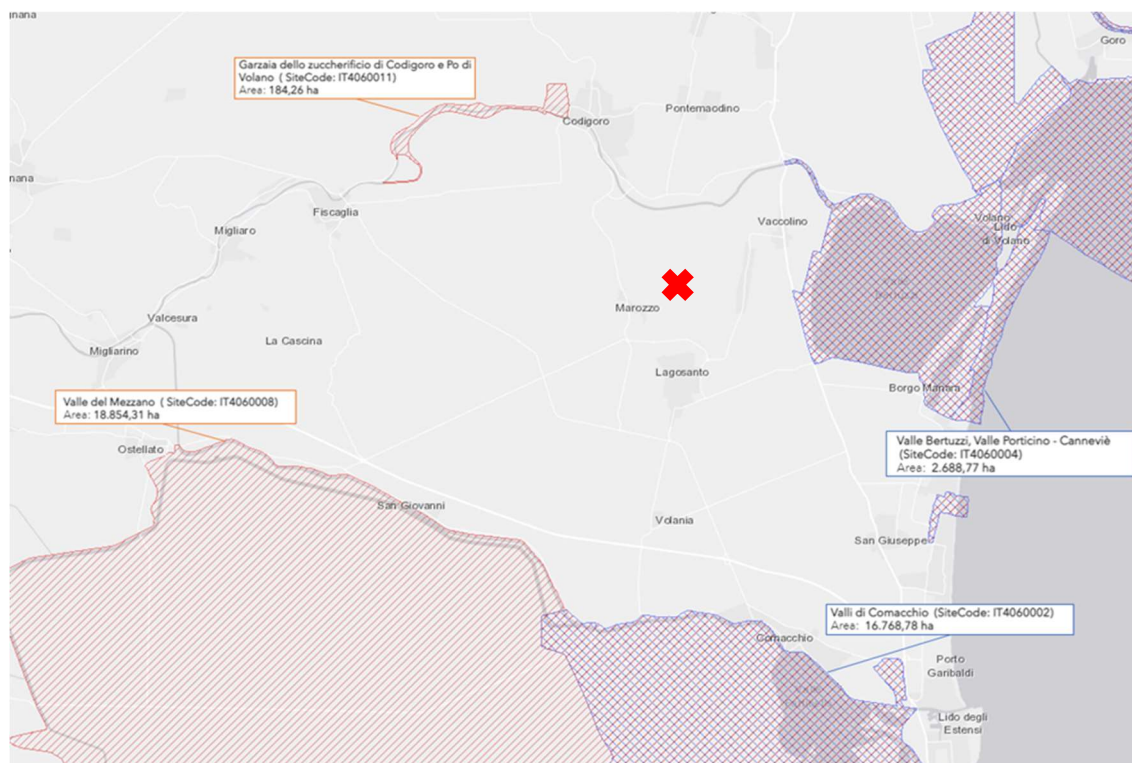 gnana
Goro
Garzaia dello zuccherificio di Codigoro e Po di
Volano ( SiteCode: IT4060011)
Area: 184,26 ha
Pontemaodino
Codigoro
nana
Fiscaglia
Vaccolino
Volano
Lido
di Volano
Migliaro
Marozzo
Valcesura
La Cascina
Migliarino
Lagosanto
Borgo Manara
Valle del Mezzano ( SiteCode: IT4060008)
Area: 18.854,31 ha
Ostellato
Valle Bertuzzi, Valle Porticino - Canneviè
(SiteCode: IT4060004)
Area: 2.688,77 ha
San Giovanni
Volania
San Giuseppe
Valli di Comacchio (SiteCode: IT4060002)
Area: 16.768,78 ha
Comacchio
Porto
Garibaldi
Lido degli
Estensi